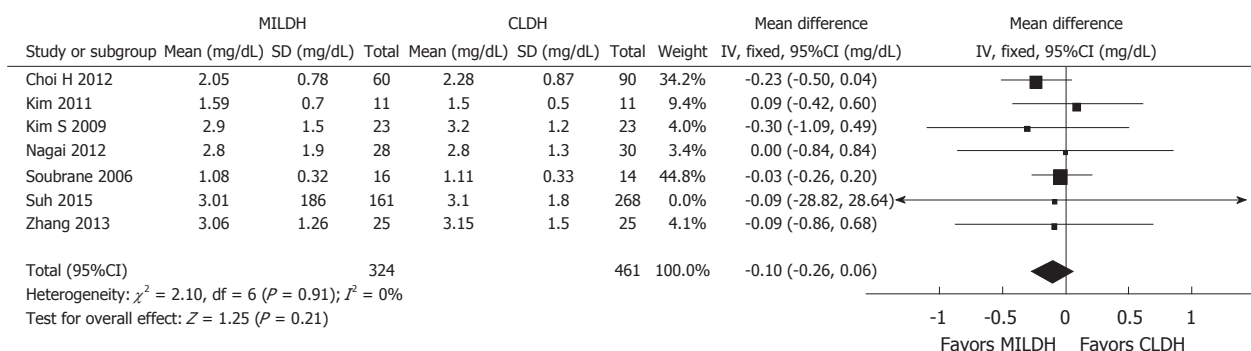 MILDH CLDH Mean difference Mean difference
Study or subgroup Mean (mg/dL) SD (mg/dL) Total Mean (mg/dL) SD (mg/dL) Total Weight IV, fixed, 95%CI (mg/dL) IV, fixed, 95%CI (mg/dL)
Choi H 2012 2.05 0.78 60 2.28 0.87 90 34.2% -0.23 (-0.50, 0.04)
Kim 2011 1.59 0.7 11 1.5 0.5 11 9.4% 0.09 (-0.42, 0.60)
Kim S 2009 2.9 1.5 23 3.2 1.2 23 4.0% -0.30 (-1.09, 0.49)
Nagai 2012 2.8 1.9 28 2.8 1.3 30 3.4% 0.00 (-0.84, 0.84)
Soubrane 2006 1.08 0.32 16 1.11 0.33 14 44.8% -0.03 (-0.26, 0.20)
Suh 2015 3.01 186 161 3.1 1.8 268 0.0% -0.09 (-28.82, 28.64)
Zhang 2013 3.06 1.26 25 3.15 1.5 25 4.1% -0.09 (-0.86, 0.68)
Total (95%CI) 324 461 100.0% -0.10 (-0.26, 0.06)
Heterogeneity: χ² = 2.10, df = 6 (P = 0.91); I² = 0%
Test for overall effect: Z = 1.25 (P = 0.21)
-1 -0.5 0 0.5 1
Favors MILDH Favors CLDH